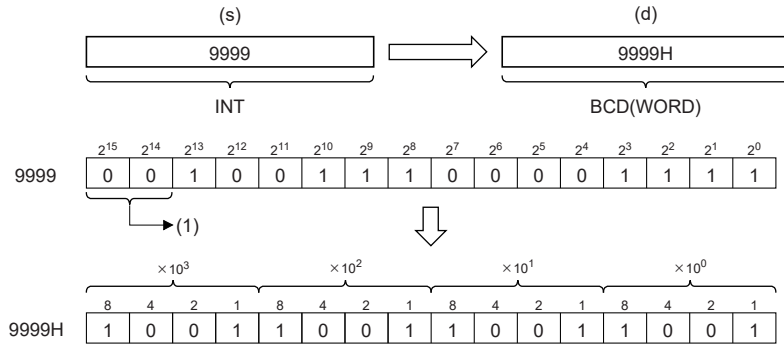 (s) (d)
9999 9999H
INT BCD(WORD)
2¹⁵ 2¹⁴ 2¹³ 2¹² 2¹¹ 2¹⁰ 2⁹ 2⁸ 2⁷ 2⁶ 2⁵ 2⁴ 2³ 2² 2¹ 2⁰
9999 0 0 1 0 0 1 1 1 0 0 0 0 1 1 1 1
(1)
×10³ ×10² ×10¹ ×10⁰
8 4 2 1 8 4 2 1 8 4 2 1 8 4 2 1
9999H 1 0 0 1 1 0 0 1 1 0 0 1 1 0 0 1